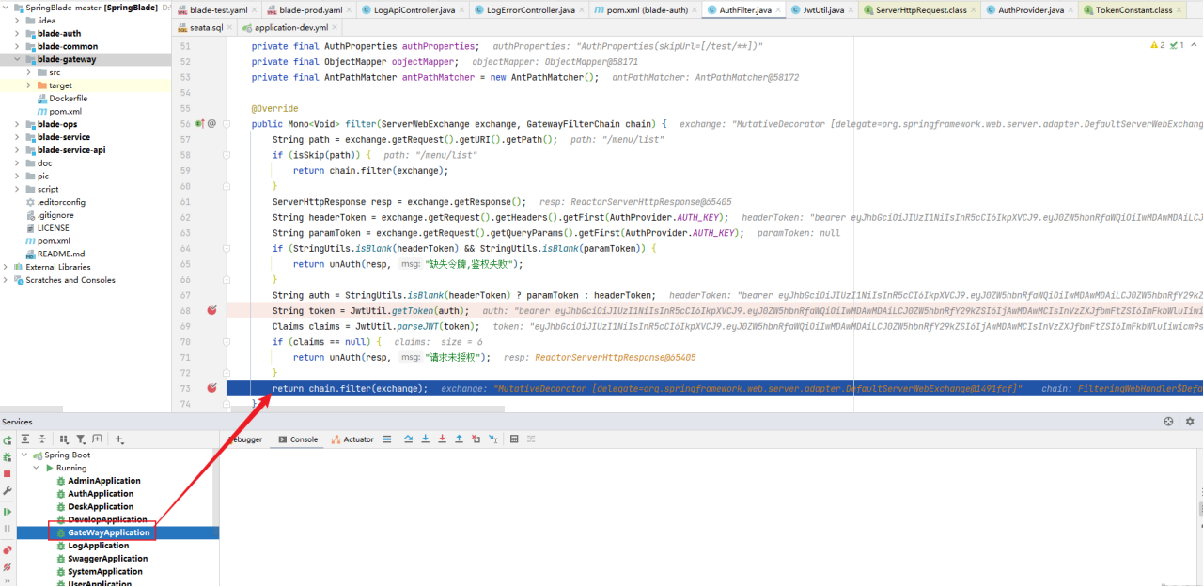 SpringBlade-master [SpringBlade]
.idea
blade-auth
blade-common
blade-gateway
src
target
Dockerfile
pom.xml
blade-ops
blade-service
blade-service-api
doc
pic
script
.editorconfig
.gitignore
LICENSE
pom.xml
README.md
External Libraries
Scratches and Consoles
blade-test.yaml
blade-prod.yaml
LogApiController.java
LogErrorController.java
pom.xml (blade-auth)
AuthFilter.java
JwtUtil.java
ServerHttpRequest.class
AuthProvider.java
TokenConstant.class
seata.sql
application-dev.yml
2 1
51 private final AuthProperties authProperties; authProperties: "AuthProperties(skipUrl=[/test/**])"
52 private final ObjectMapper objectMapper; objectMapper: ObjectMapper@58171
53 private final AntPathMatcher antPathMatcher = new AntPathMatcher(); antPathMatcher: AntPathMatcher@58172
54
55 @Override
56 public Mono<Void> filter(ServerWebExchange exchange, GatewayFilterChain chain) { exchange: "MutativeDecorator [delegate=org.springframework.web.server.adapter.DefaultServerWebExchan
57 String path = exchange.getRequest().getURI().getPath(); path: "/menu/list"
58 if (isSkip(path)) { path: "/menu/list"
59 return chain.filter(exchange);
60 }
61 ServerHttpResponse resp = exchange.getResponse(); resp: ReactorServerHttpResponse@65405
62 String headerToken = exchange.getRequest().getHeaders().getFirst(AuthProvider.AUTH_KEY); headerToken: "bearer
63 String paramToken = exchange.getRequest().getQueryParams().getFirst(AuthProvider.AUTH_KEY); paramToken: null
64 if (StringUtils.isBlank(headerToken) && StringUtils.isBlank(paramToken)) {
65 return unAuth(resp, msg: "缺失令牌,鉴权失败");
66 }
67 String auth = StringUtils.isBlank(headerToken) ? paramToken : headerToken; headerToken: "bearer
68 String token = JwtUtil.getToken(auth); auth: "bearer
69 Claims claims = JwtUtil.parseJWT(token); token:
70 if (claims == null) { claims: size = 6
71 return unAuth(resp, msg: "请求未授权"); resp: ReactorServerHttpResponse@65405
72 }
73 return chain.filter(exchange); exchange: "MutativeDecorator [delegate=org.springframework.web.server.adapter.DefaultServerWebExchange@1491fcf]" chain: FilteringWebHandler$Defa
74 }
Services
Debugger
Console
Actuator
Spring Boot
Running
AdminApplication
AuthApplication
DeskApplication
DevelopApplication
GateWayApplication
LogApplication
SwaggerApplication
SystemApplication
UserApplication